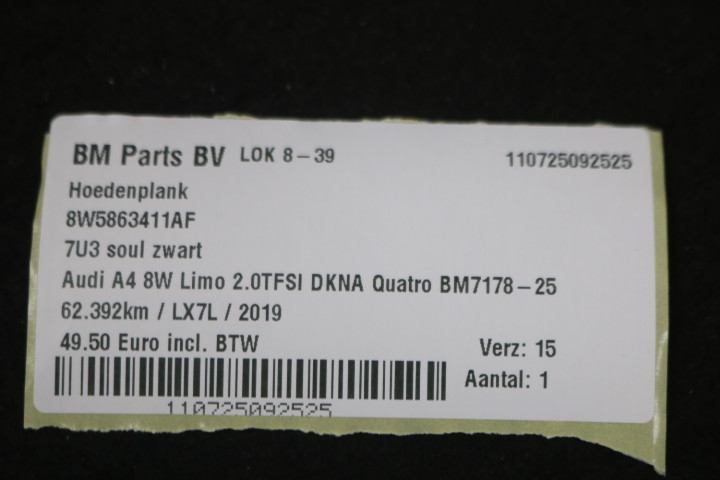 BM Parts BV LOK 8-39 110725092525
Hoedenplank
8W5863411AF
7U3 soul zwart
Audi A4 8W Limo 2.0TFSI DKNA Quatro BM7178-25
62.392km / LX7L / 2019
49.50 Euro incl. BTW Verz: 15
Aantal: 1
110725092525